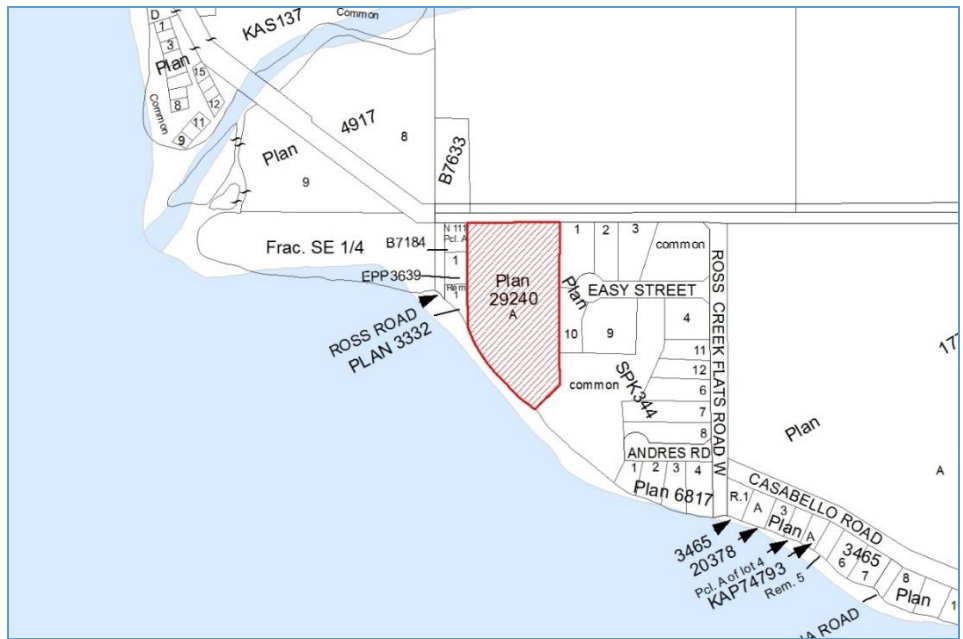 D
1
3
Plan
8
Common
15
12
11
9
KAS137
Common
Plan
4917
8
9
B7633
Frac. SE 1/4
B7184
N 111
Pcl. A
1
EPP3639
Rem
1
ROSS ROAD
PLAN 3332
Plan
29240
A
1
2
3
common
Plan
EASY STREET
10
9
4
11
12
6
7
8
SPK344
common
ROSS CREEK FLATS ROAD W
ANDRES RD
1
2
3
4
Plan 6817
Plan
A
CASABELLO ROAD
R.1
A
3
Plan
A
3465
6
7
8
Plan
3465
20378
Pcl. A of lot 4
KAP74793
Rem. 5
ROAD